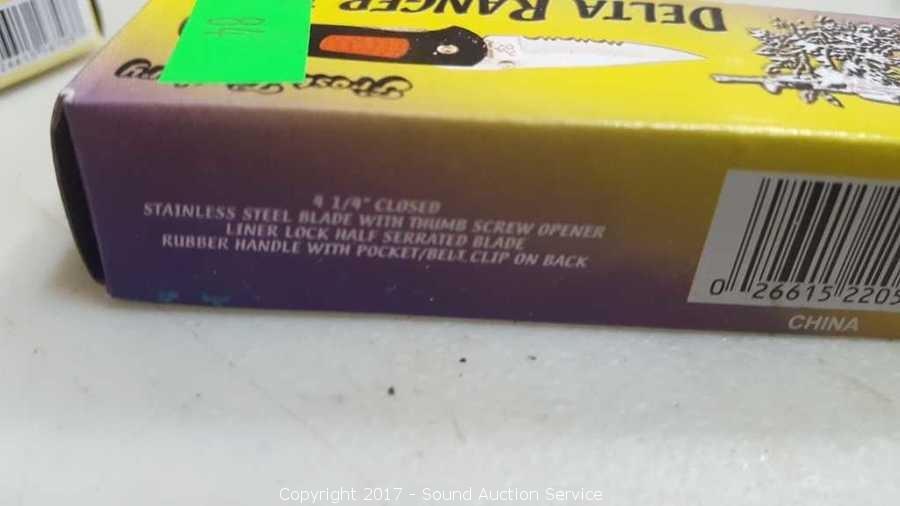 DELTA RANGER
48
4 1/4" CLOSED
STAINLESS STEEL BLADE WITH THUMB SCREW OPENER
LINER LOCK HALF SERRATED BLADE
RUBBER HANDLE WITH POCKET/BELT CLIP ON BACK
0 26615 2205
CHINA
Copyright 2017 - Sound Auction Service